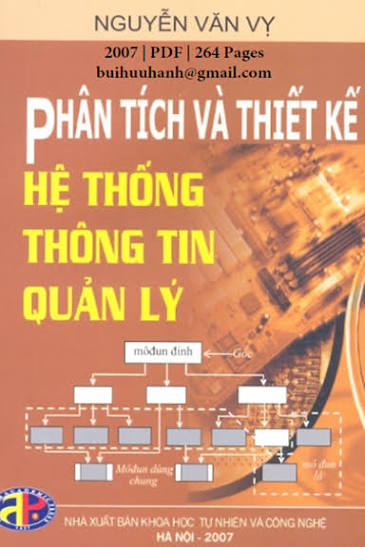 NGUYỄN VĂN VỴ
2007 | PDF | 264 Pages
buihuuhanh@gmail.com
PHÂN TÍCH VÀ THIẾT KẾ
HỆ THỐNG
THÔNG TIN
QUẢN LÝ
môđun đỉnh
Gốc
Môđun dùng
chung
mô đun
lá
NHÀ XUẤT BẢN KHOA HỌC TỰ NHIÊN VÀ CÔNG NGHỆ
HÀ NỘI - 2007